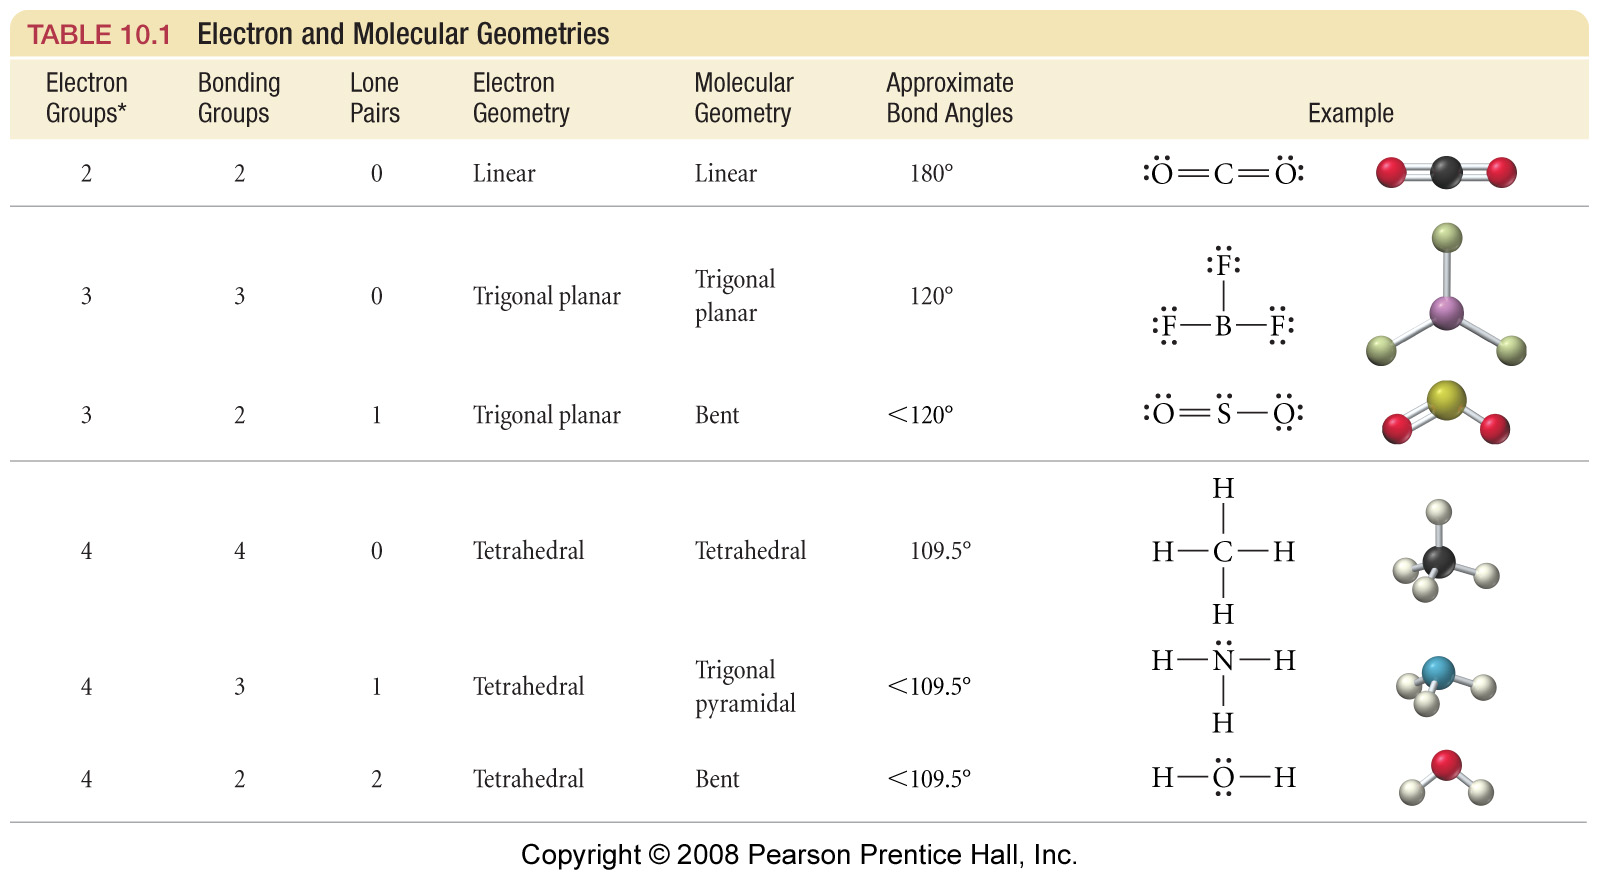 TABLE 10.1 Electron and Molecular Geometries
Electron Groups* Bonding Groups Lone Pairs Electron Geometry Molecular Geometry Approximate Bond Angles Example
2 2 0 Linear Linear 180° :Ö=C=Ö:
3 3 0 Trigonal planar Trigonal planar 120°
:F:
:F—B—F:
3 2 1 Trigonal planar Bent <120° :Ö=S̈—Ö:
4 4 0 Tetrahedral Tetrahedral 109.5°
H
H—C—H
H
4 3 1 Tetrahedral Trigonal pyramidal <109.5°
H—N̈—H
H
4 2 2 Tetrahedral Bent <109.5° H—Ö—H
Copyright © 2008 Pearson Prentice Hall, Inc.